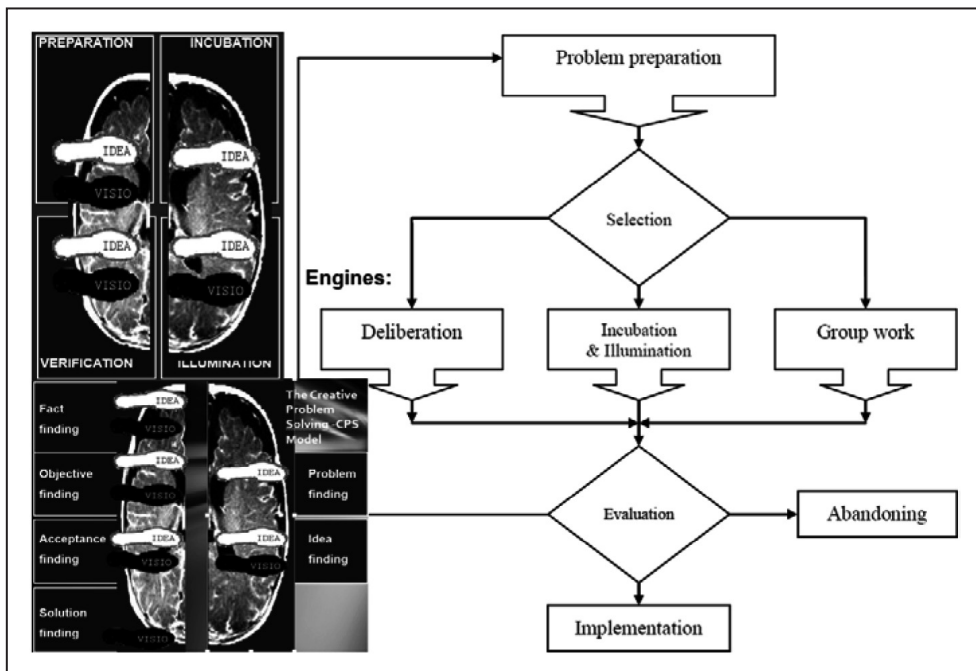 PREPARATION
INCUBATION
IDEA
IDEA
VISIO
IDEA
IDEA
VISIO
VISIO
VERIFICATION
ILLUMINATION
Fact
finding
IDEA
VISIO
The Creative
Problem
Solving -CPS
Model
Objective
finding
IDEA
VISIO
IDEA
Problem
finding
Acceptance
finding
IDEA
VISIO
IDEA
VISIO
Idea
finding
Solution
finding
VISIO
Problem preparation
Selection
Engines:
Deliberation
Incubation
& Illumination
Group work
Evaluation
Abandoning
Implementation